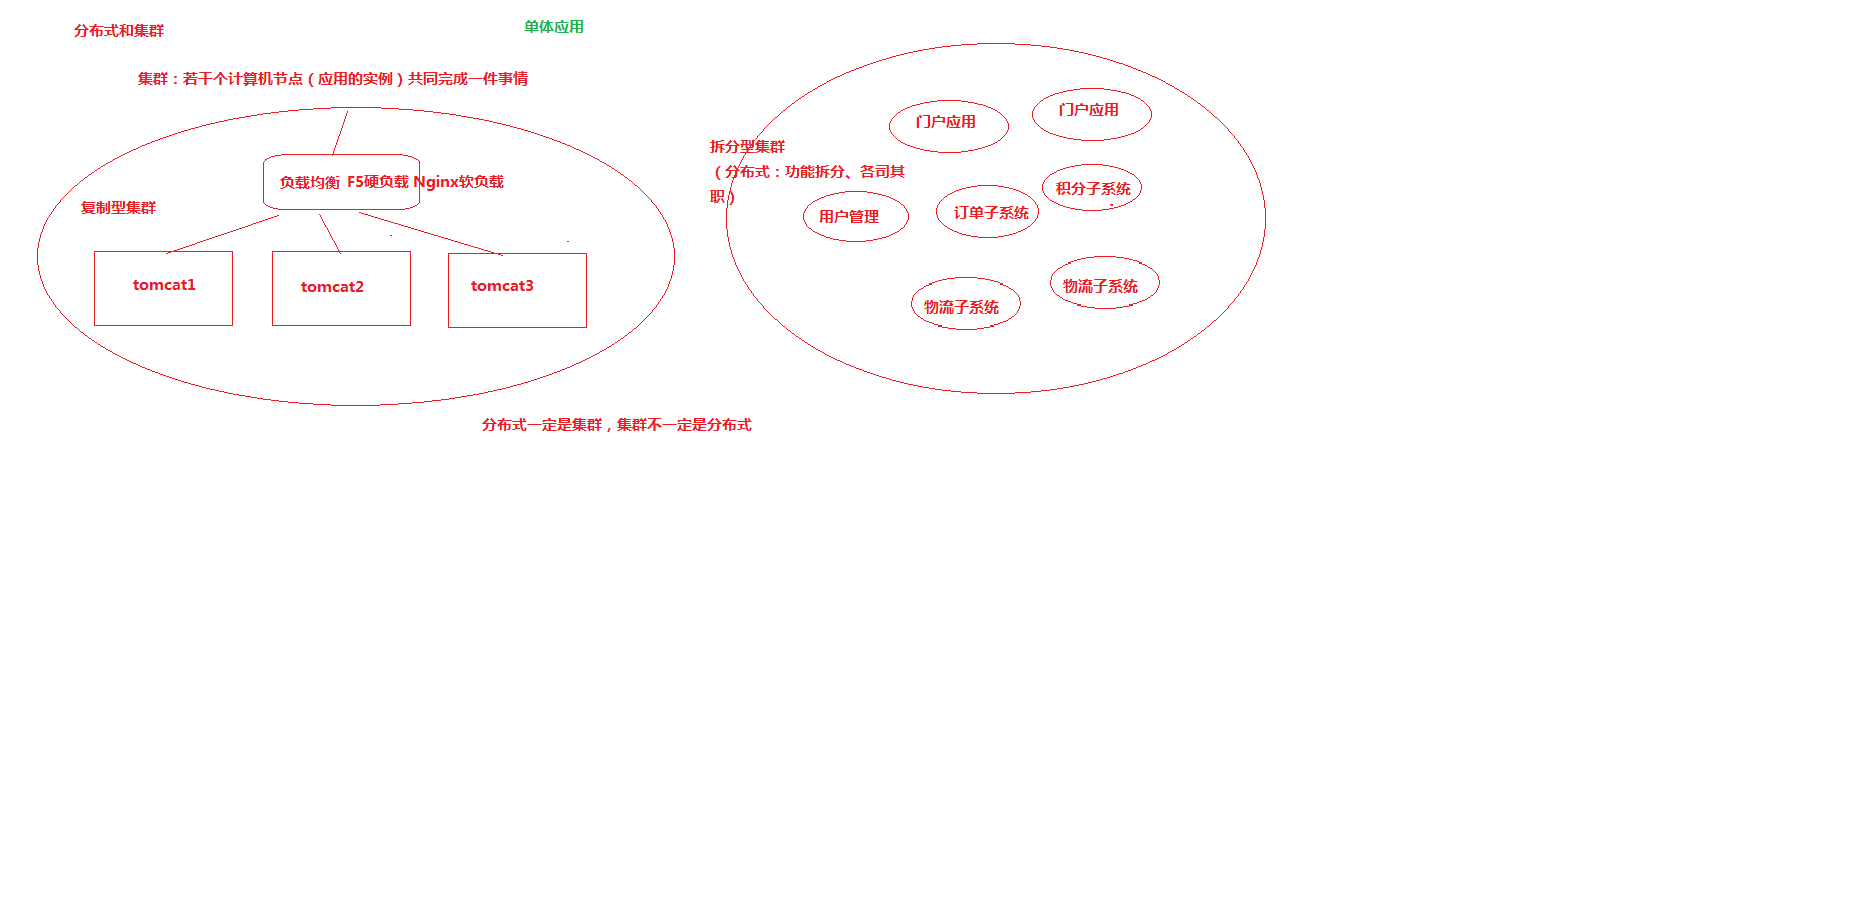 分布式和集群
单体应用
集群：若干个计算机节点（应用的实例）共同完成一件事情
负载均衡 F5硬负载 Nginx软负载
复制型集群
tomcat1
tomcat2
tomcat3
拆分型集群
（分布式：功能拆分、各司其
职）
门户应用
门户应用
积分子系统
用户管理
订单子系统
物流子系统
物流子系统
分布式一定是集群，集群不一定是分布式